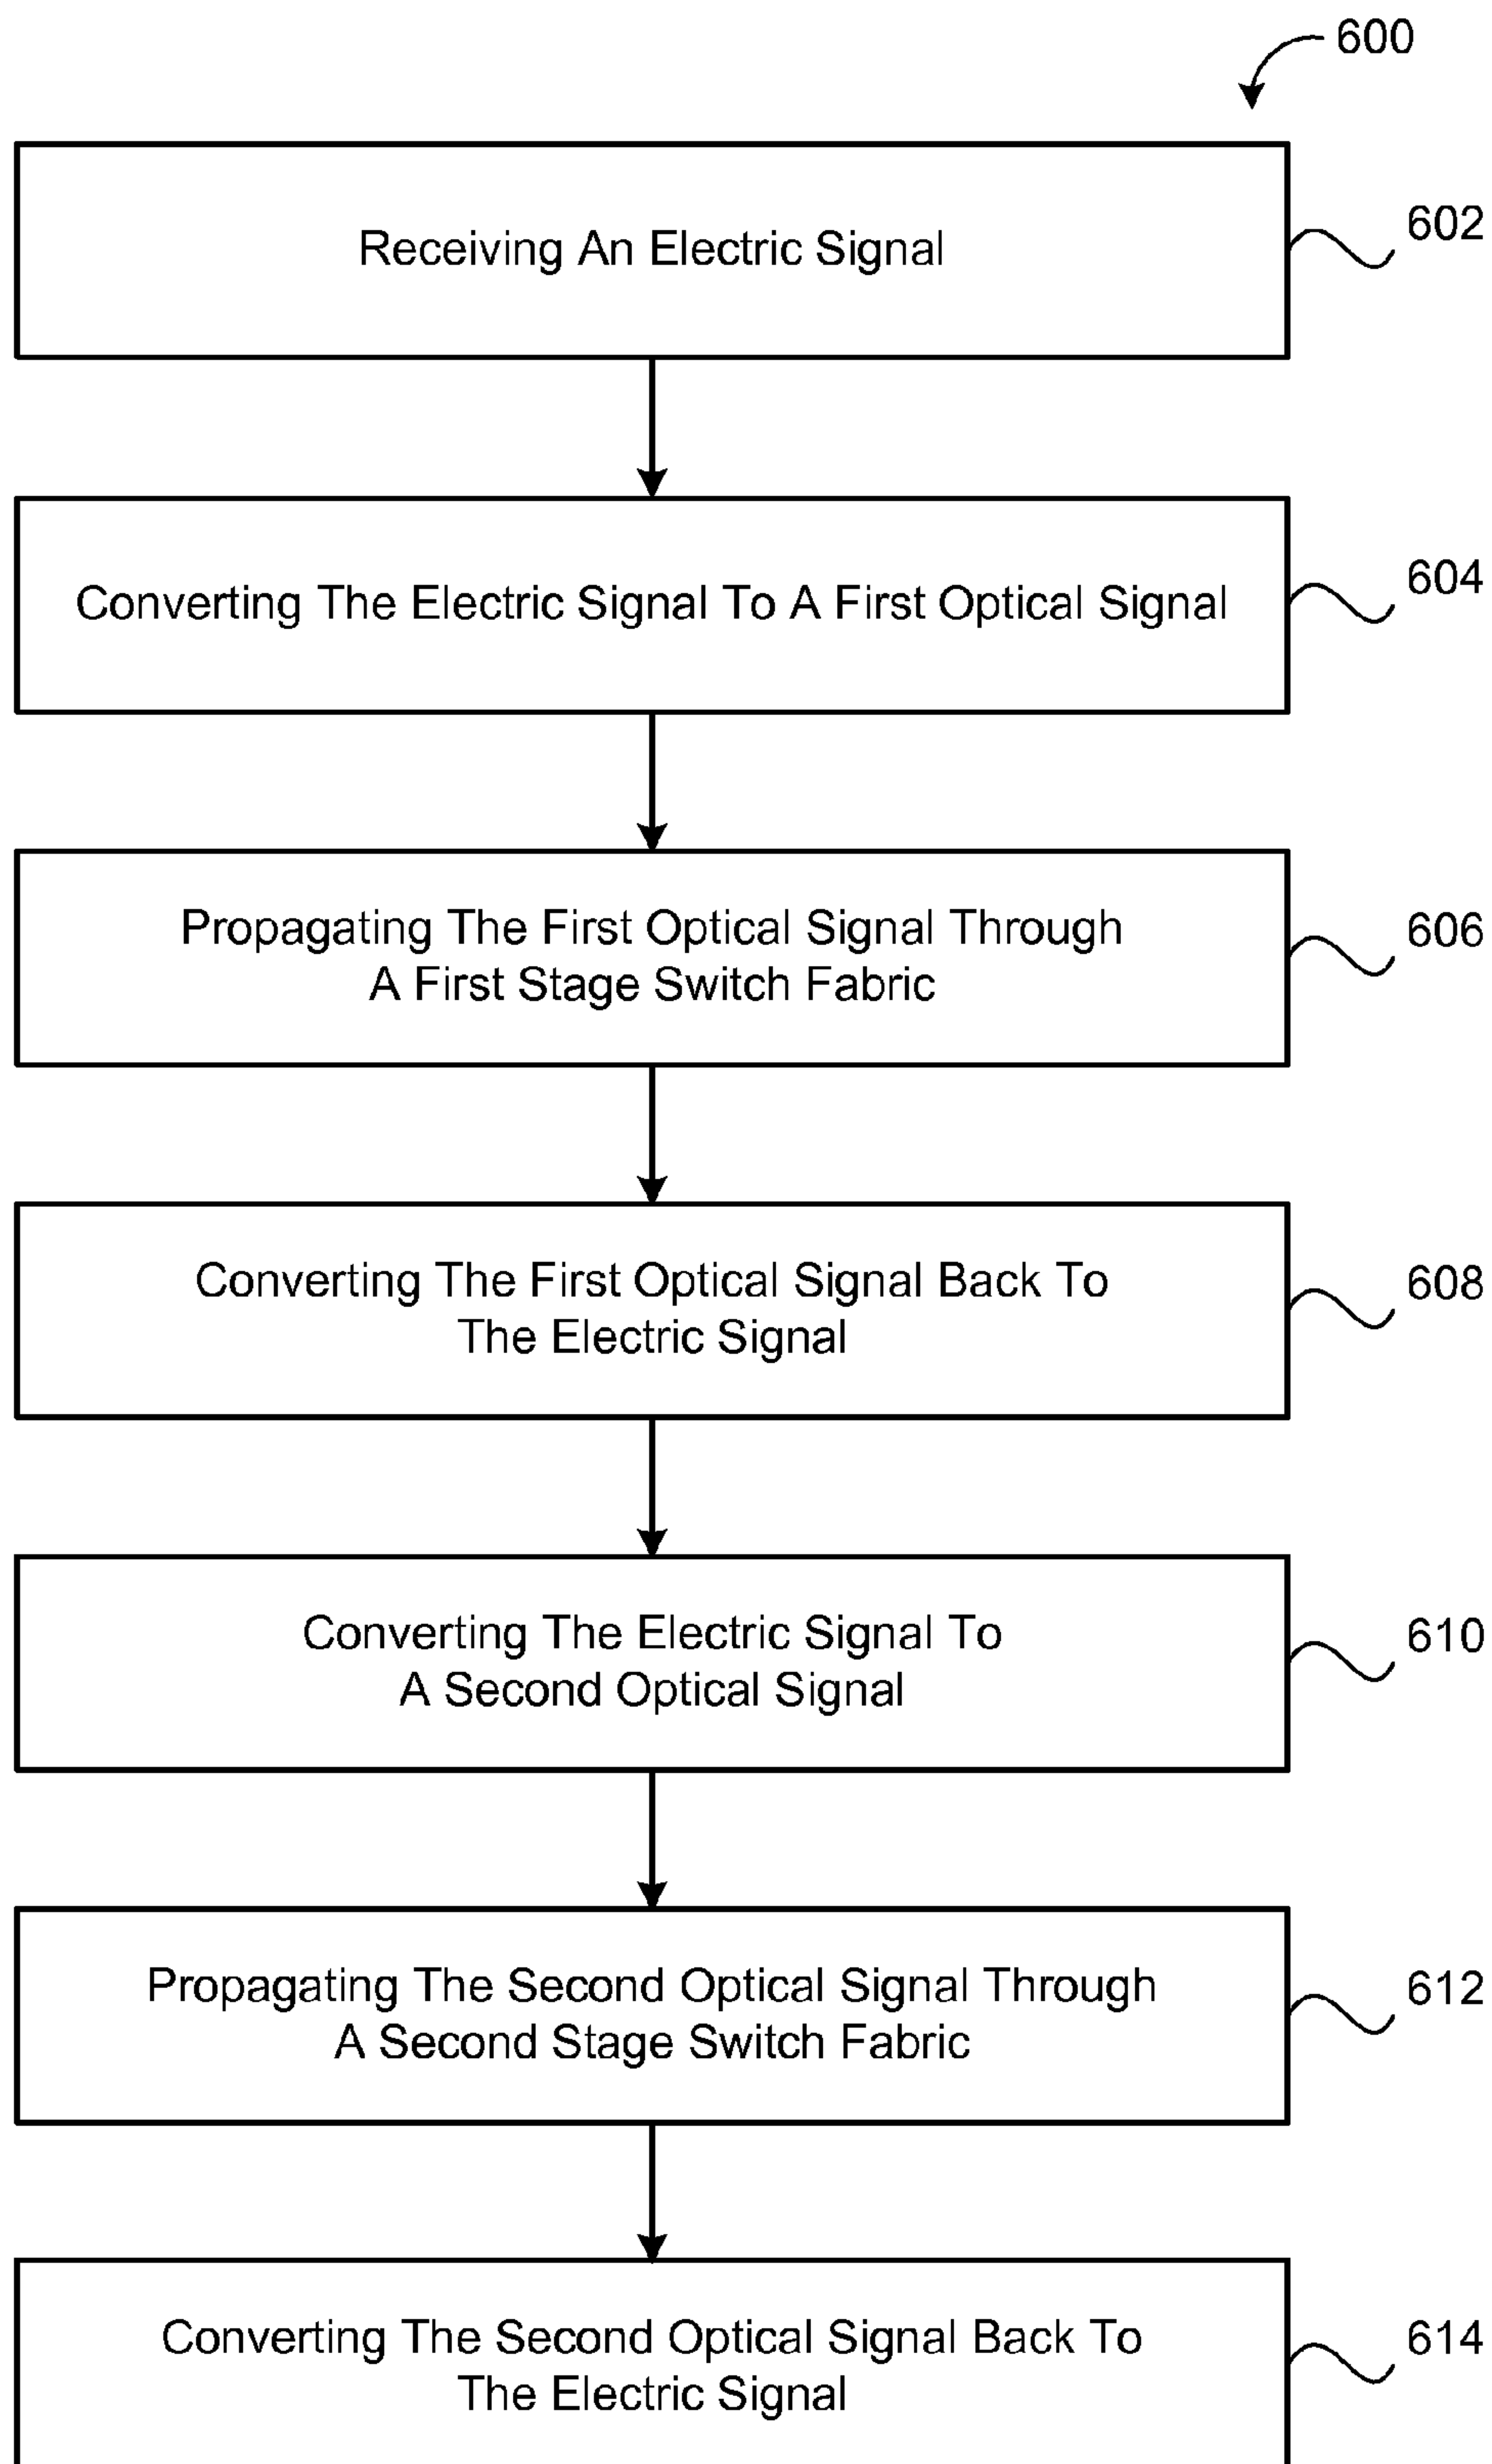 600
Receiving An Electric Signal
602
Converting The Electric Signal To A First Optical Signal
604
Propagating The First Optical Signal Through
A First Stage Switch Fabric
606
Converting The First Optical Signal Back To
The Electric Signal
608
Converting The Electric Signal To
A Second Optical Signal
610
Propagating The Second Optical Signal Through
A Second Stage Switch Fabric
612
Converting The Second Optical Signal Back To
The Electric Signal
614